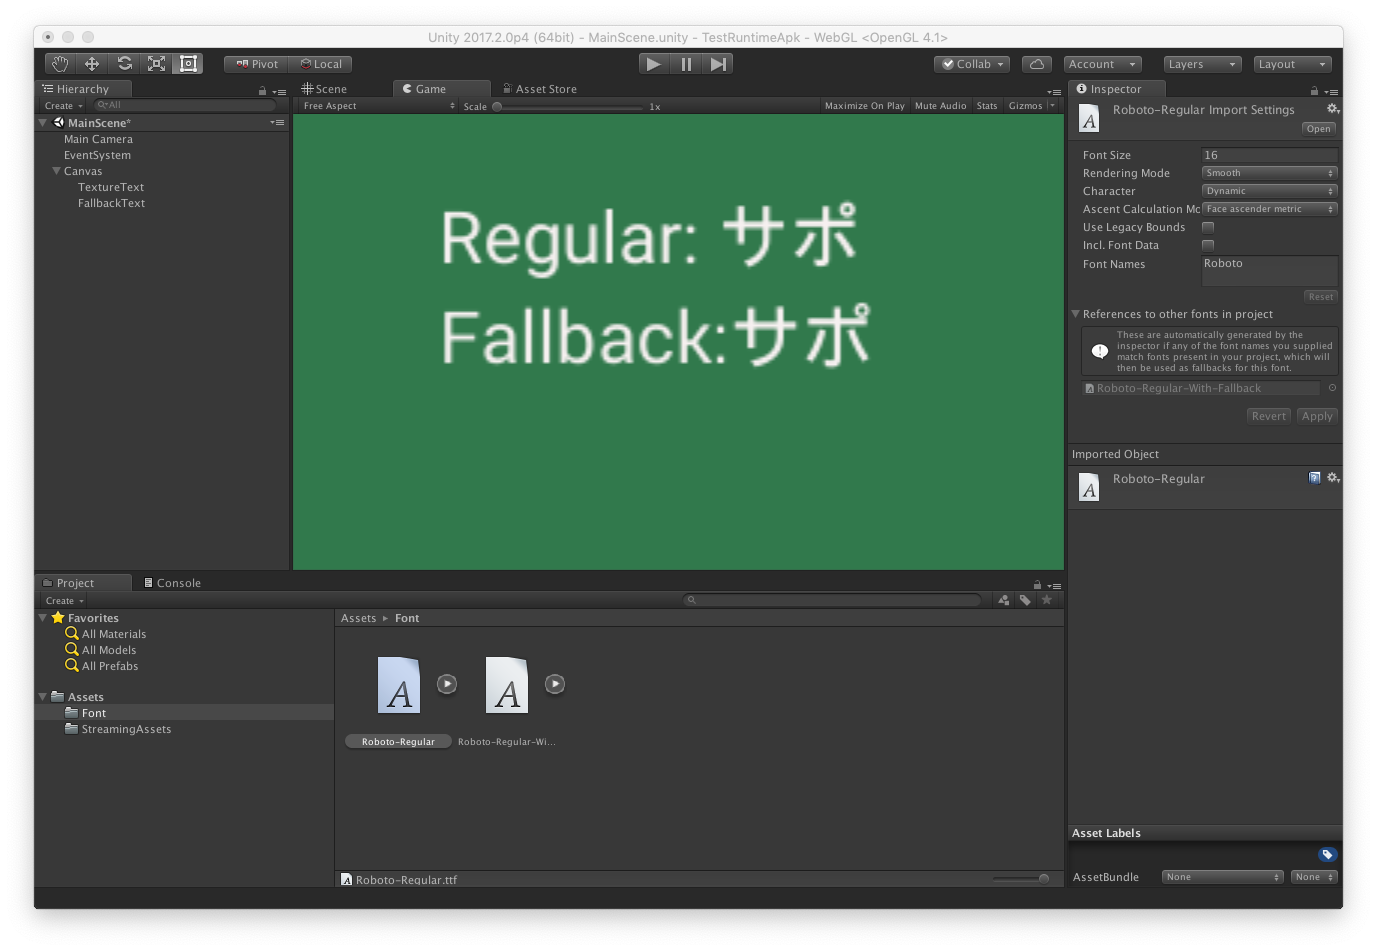 Unity 2017.2.0p4 (64bit) - MainScene.unity - TestRuntimeApk - WebGL <OpenGL 4.1>
Pivot Local Collab Account Layers Layout
Hierarchy
Create All
MainScene*
Main Camera
EventSystem
Canvas
TextureText
FallbackText
Scene Game Asset Store
Free Aspect Scale 1x Maximize On Play Mute Audio Stats Gizmos
Regular: サポ
Fallback:サポ
Inspector
Roboto-Regular Import Settings
Open
Font Size 16
Rendering Mode Smooth
Character Dynamic
Ascent Calculation Mc Face ascender metric
Use Legacy Bounds
Incl. Font Data
Font Names Roboto
Reset
References to other fonts in project
These are automatically generated by the
inspector if any of the font names you supplied
match fonts present in your project, which will
then be used as fallbacks for this font.
Roboto-Regular-With-Fallback
Revert Apply
Imported Object
Roboto-Regular
Project Console
Create
Favorites
All Materials
All Models
All Prefabs
Assets
Font
StreamingAssets
Assets Font
A A
Roboto-Regular Roboto-Regular-Wi...
Roboto-Regular.ttf
Asset Labels
AssetBundle None None